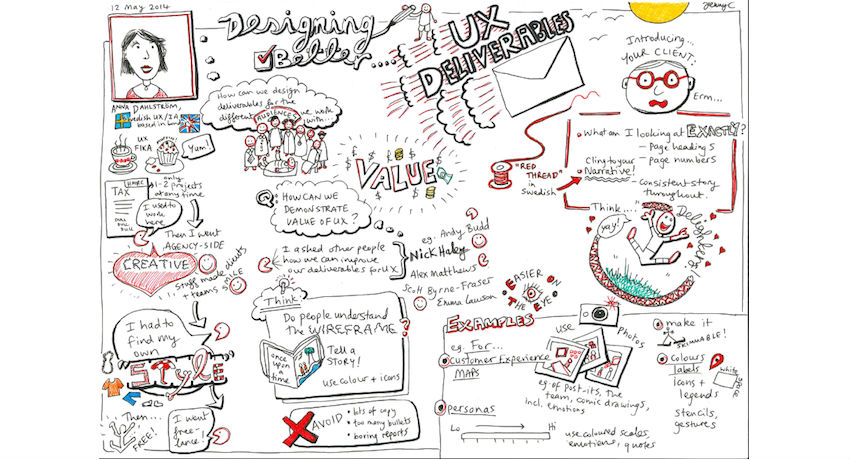 12 May 2014
Designing
Better....
UX
DELIVERABLES
ANNA DAHLSTRÖM,
Swedish UX/IA
based in
UX
FIKA
Yum!
TAX
HMRC
only
1-2 projects
at any time
I used to
work
here
Then I went
AGENCY-SIDE
CREATIVE
Stuff made clients
+ teams SMILE
I had to
find my
own
"STYLE"
Then...
FREE!
I went
free-
lance.
How can we design
deliverables for the
different AUDIENCES we work
with...
VALUE
Q:
HOW CAN WE
DEMONSTRATE
VALUE OF UX?
I asked other people
how we can improve
our deliverables for UX
eg. Andy Budd
Nick Haley
Alex Matthews
Scott Byrne-Fraser
Emma Lawson
Think
Do people understand
the WIREFRAME?
once
upon a
time
Tell a
STORY!
use colour + icons
AVOID
• lots of copy
• too many bullets
• boring reports
EASIER ON
THE EYE
"RED
THREAD"
in
Swedish
Introducing...
YOUR CLIENT:
Erm...
• What am I looking at EXACTLY?
- page headings
- page numbers
Cling to your
Narrative!
- consistent story
throughout.
Think....
yay!
Delighters!
EXAMPLES
eg. For...
Customer Experience
MAPS
USE
Photos
eg of post-its, the
team, comic drawings,
incl. emotions
personas
Lo
Hi
use coloured scales,
emotions, quotes
make it
SKIMMABLE!
colours
labels
icons +
legends
stencils,
gestures
white
space